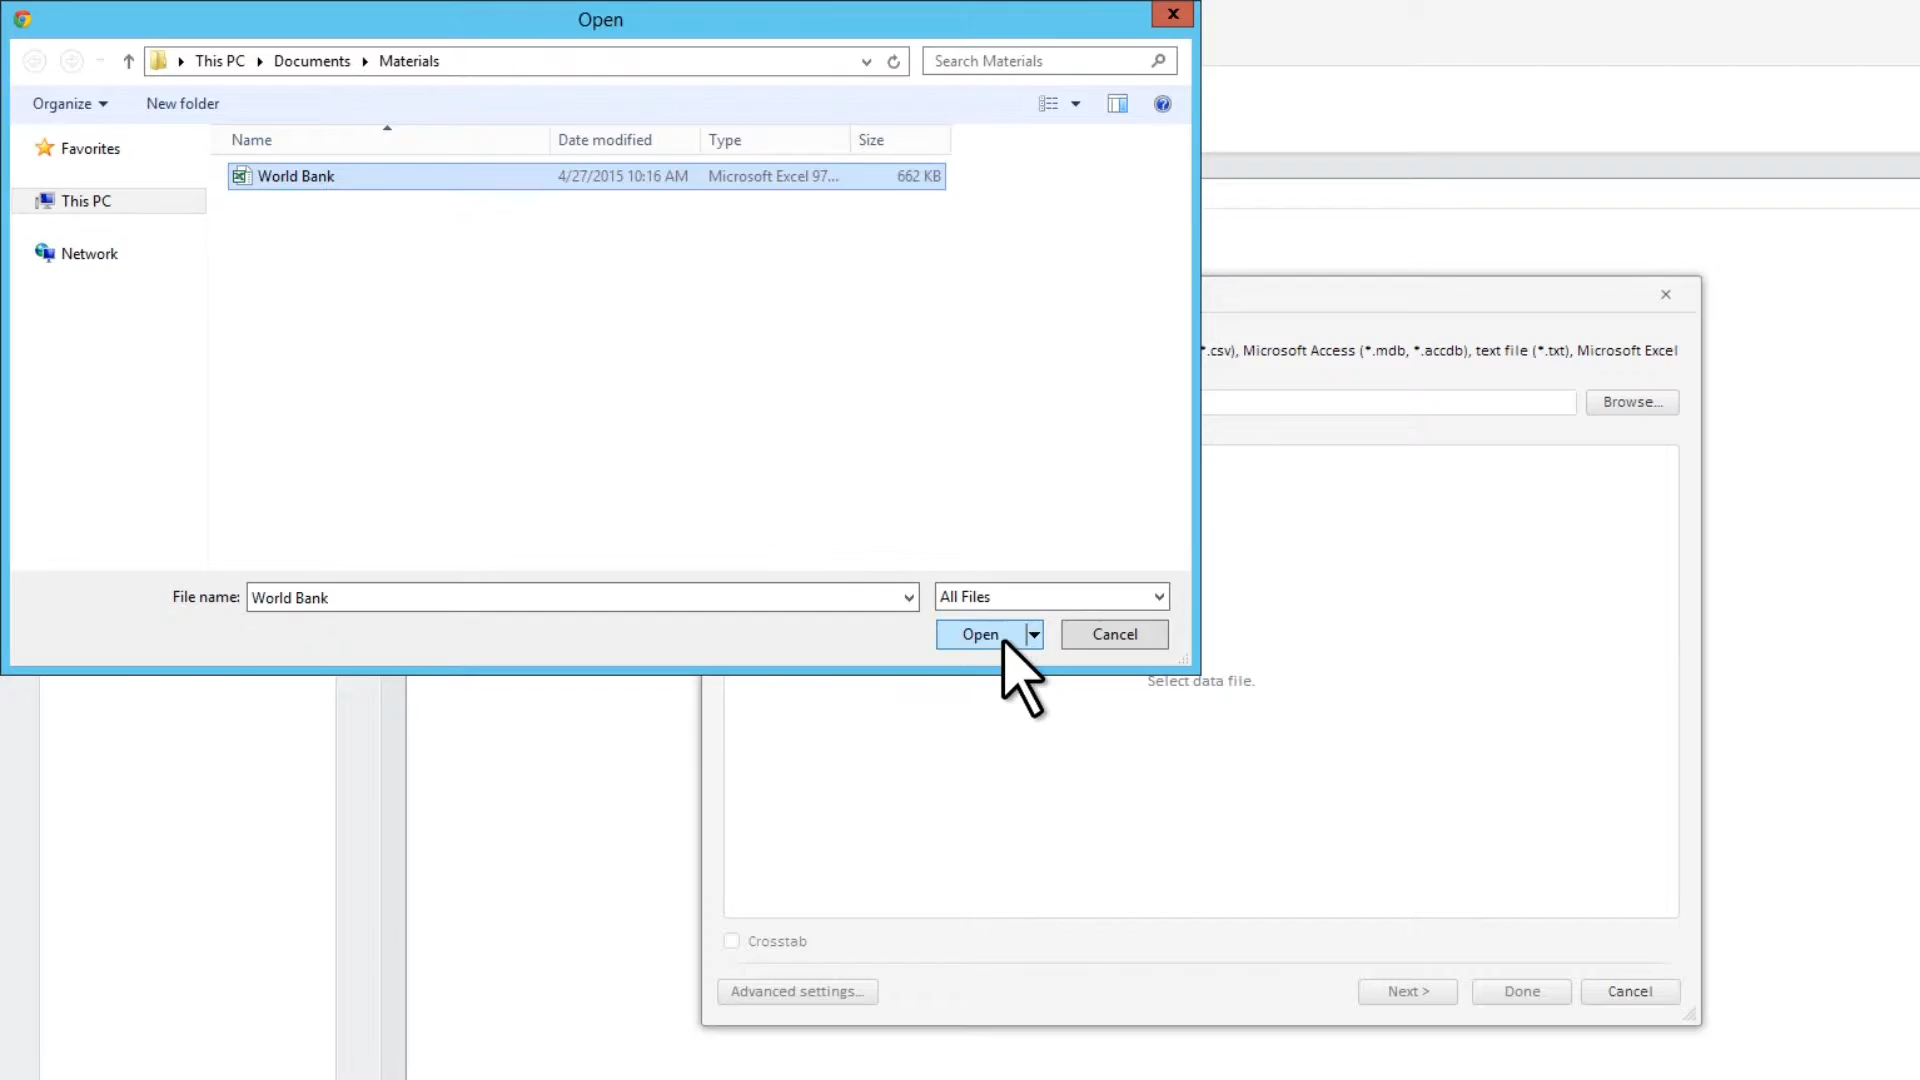 Open
x
This PC Documents Materials
Search Materials
Organize New folder
Name Date modified Type Size
Favorites
World Bank 4/27/2015 10:16 AM Microsoft Excel 97... 662 KB
This PC
Network
*.csv), Microsoft Access (*.mdb, *.accdb), text file (*.txt), Microsoft Excel
Browse...
File name: World Bank All Files
Open Cancel
Select data file.
Crosstab
Advanced settings... Next > Done Cancel